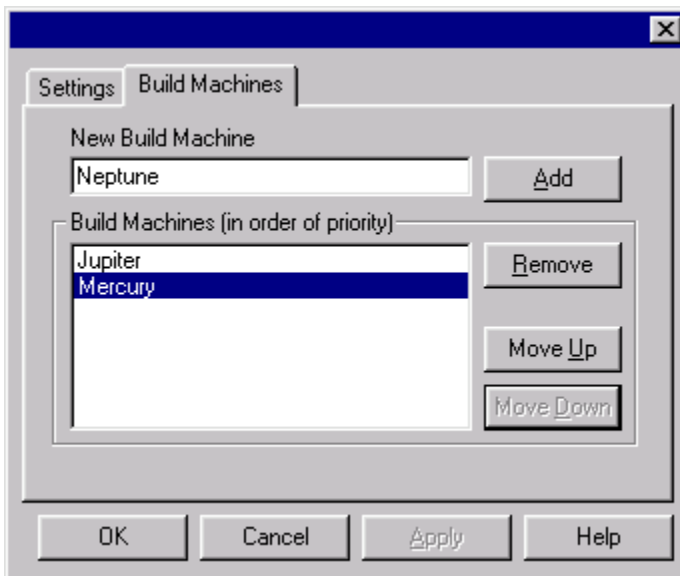 Settings
Build Machines
New Build Machine
Neptune
Add
Build Machines (in order of priority)
Jupiter
Mercury
Remove
Move Up
Move Down
OK
Cancel
Apply
Help